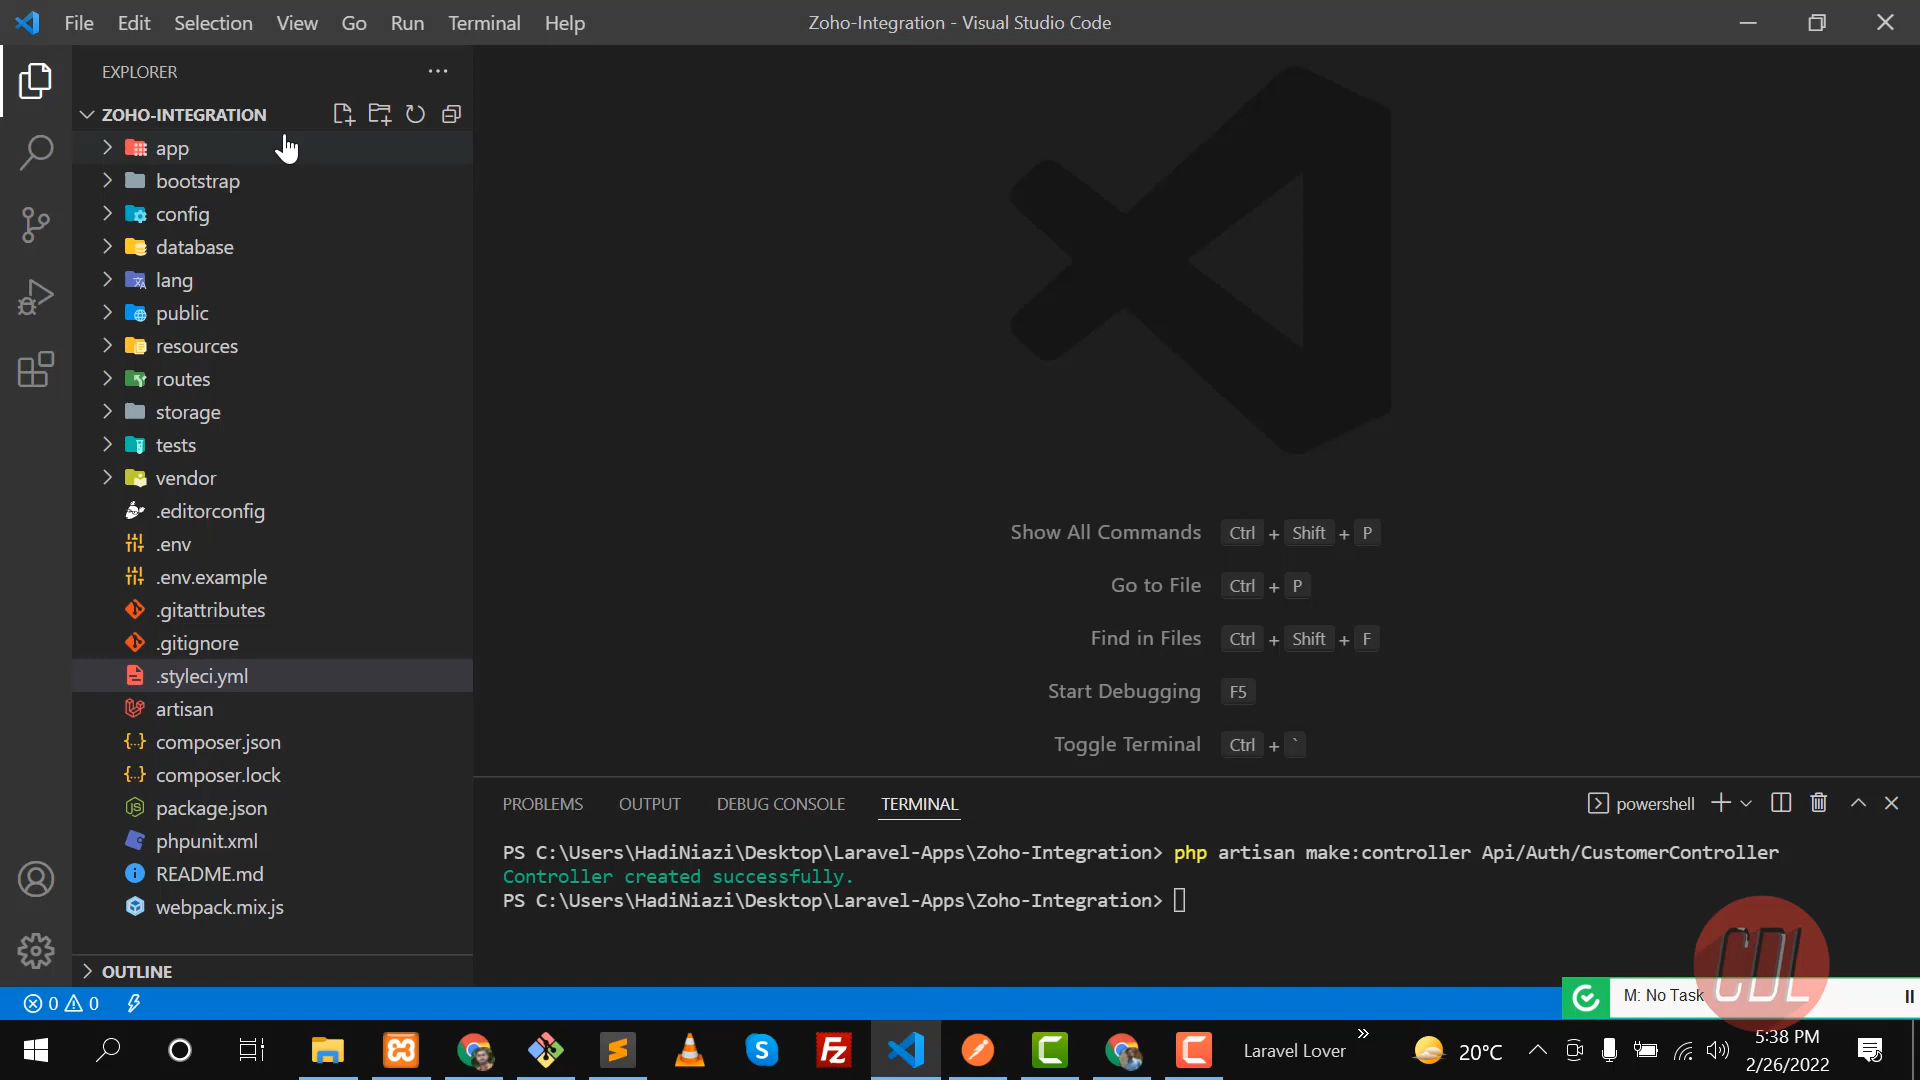 File Edit Selection View Go Run Terminal Help
Zoho-Integration - Visual Studio Code
EXPLORER
ZOHO-INTEGRATION
app
bootstrap
config
database
lang
public
resources
routes
storage
tests
vendor
.editorconfig
.env
.env.example
.gitattributes
.gitignore
.styleci.yml
artisan
composer.json
composer.lock
package.json
phpunit.xml
README.md
webpack.mix.js
OUTLINE
Show All Commands Ctrl + Shift + P
Go to File Ctrl + P
Find in Files Ctrl + Shift + F
Start Debugging F5
Toggle Terminal Ctrl + `
PROBLEMS OUTPUT DEBUG CONSOLE TERMINAL
powershell
PS C:\Users\HadiNiazi\Desktop\Laravel-Apps\Zoho-Integration> php artisan make:controller Api/Auth/CustomerController
Controller created successfully.
PS C:\Users\HadiNiazi\Desktop\Laravel-Apps\Zoho-Integration>
CDL
0 0
M: No Task
Laravel Lover
20°C
5:38 PM
2/26/2022